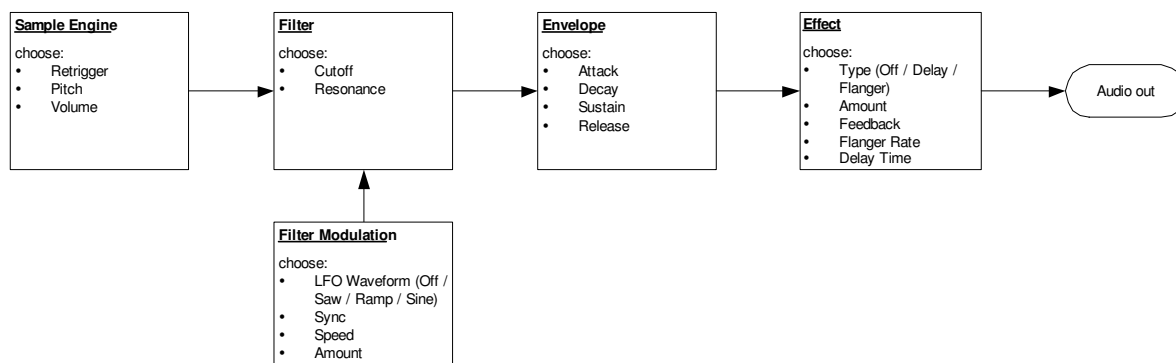 Sample Engine
choose:
• Retrigger
• Pitch
• Volume
Filter
choose:
• Cutoff
• Resonance
Envelope
choose:
• Attack
• Decay
• Sustain
• Release
Effect
choose:
• Type (Off / Delay /
Flanger)
• Amount
• Feedback
• Flanger Rate
• Delay Time
Audio out
Filter Modulation
choose:
• LFO Waveform (Off /
Saw / Ramp / Sine)
• Sync
• Speed
• Amount